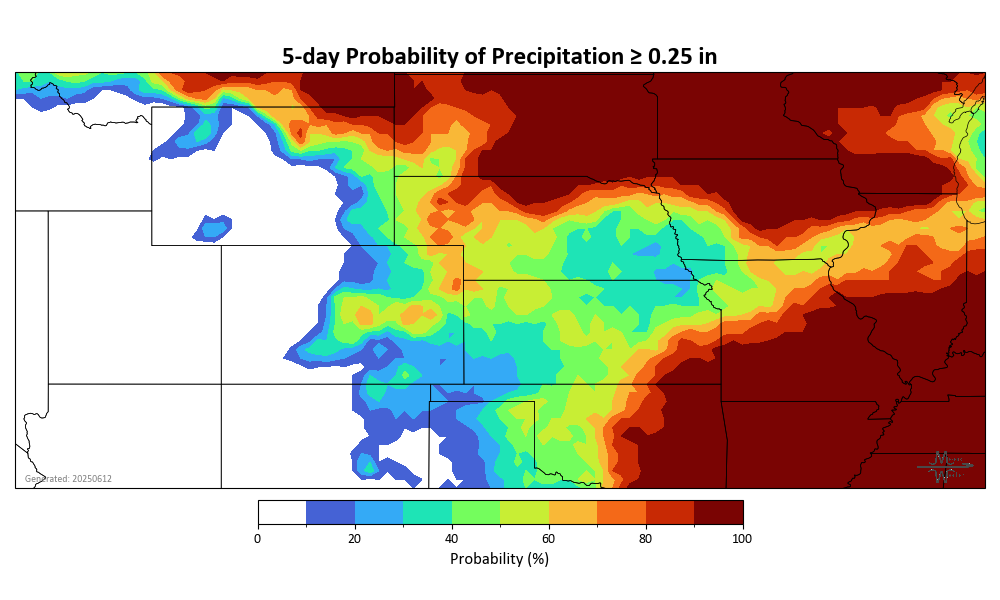 5-day Probability of Precipitation ≥ 0.25 in
Generated: 20250612
0 20 40 60 80 100
Probability (%)